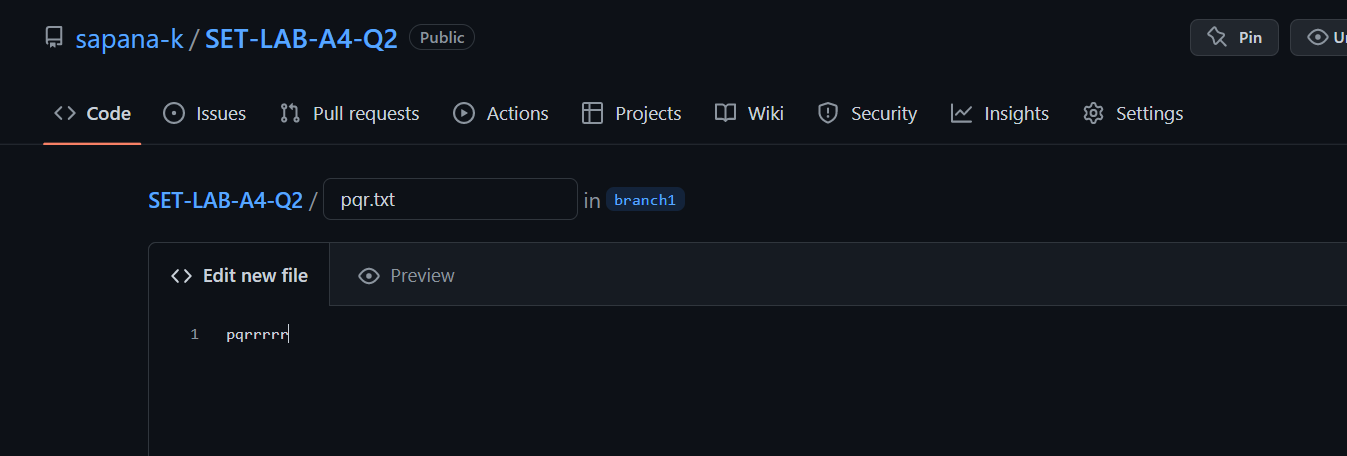 sapana-k / SET-LAB-A4-Q2 Public Pin
Code Issues Pull requests Actions Projects Wiki Security Insights Settings
SET-LAB-A4-Q2 / pqr.txt in branch1
Edit new file Preview
1 pqrrrrr